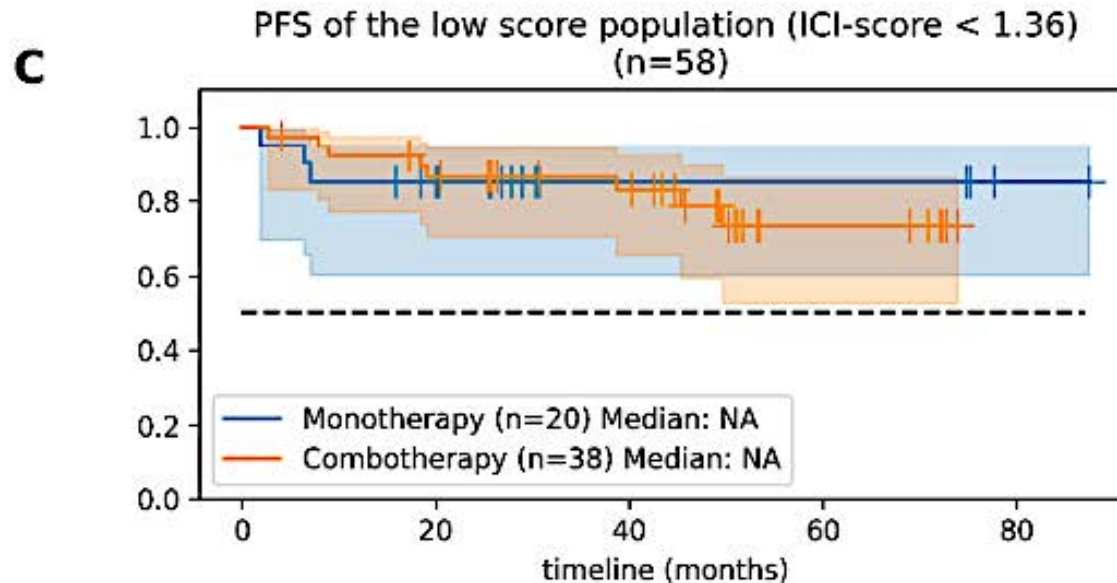 C
PFS of the low score population (ICI-score < 1.36)
(n=58)
1.0
0.8
0.6
0.4
0.2
0.0
Monotherapy (n=20) Median: NA
Combotherapy (n=38) Median: NA
0 20 40 60 80
timeline (months)